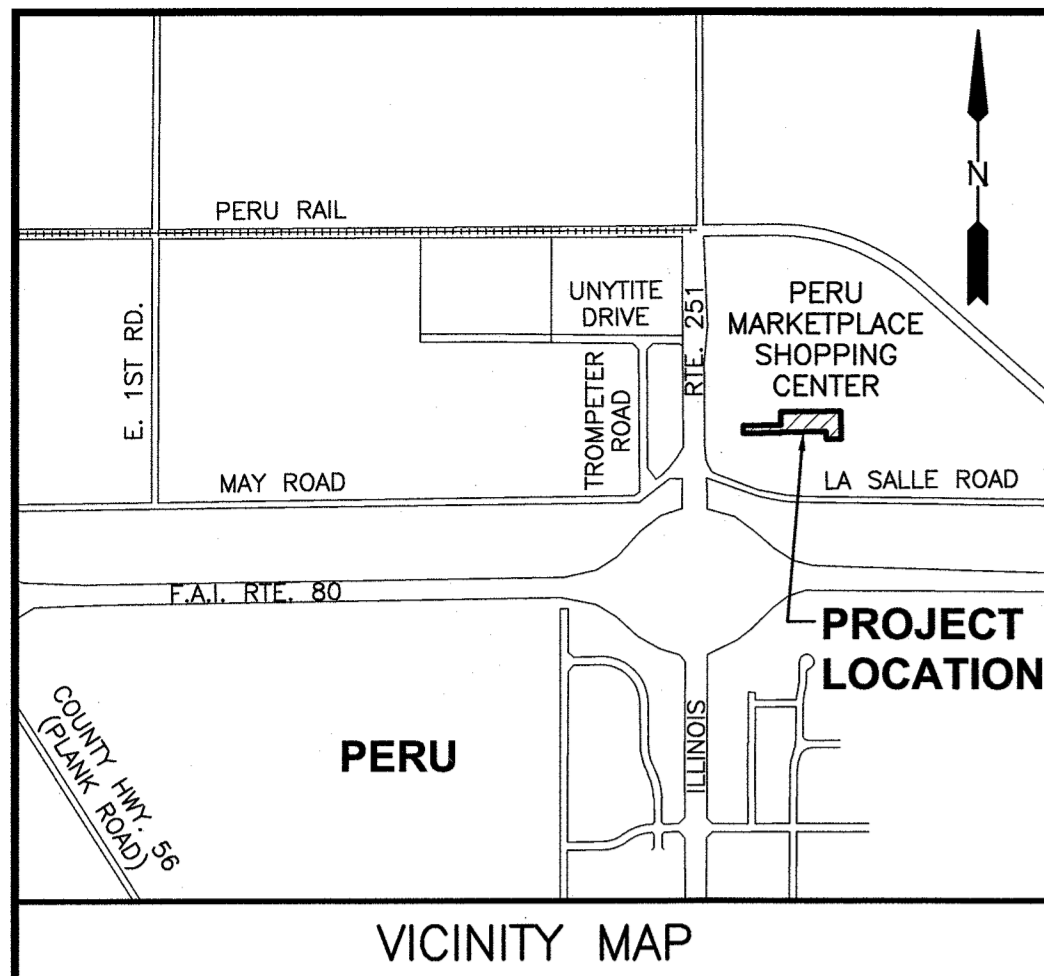 N
PERU RAIL
UNYTITE
DRIVE
RTE. 251
PERU
MARKETPLACE
SHOPPING
CENTER
E. 1ST RD.
TROMPETER
ROAD
MAY ROAD
LA SALLE ROAD
F.A.I. RTE. 80
PROJECT
LOCATION
COUNTY HWY. 56
(PLANK ROAD)
PERU
ILLINOIS
VICINITY MAP